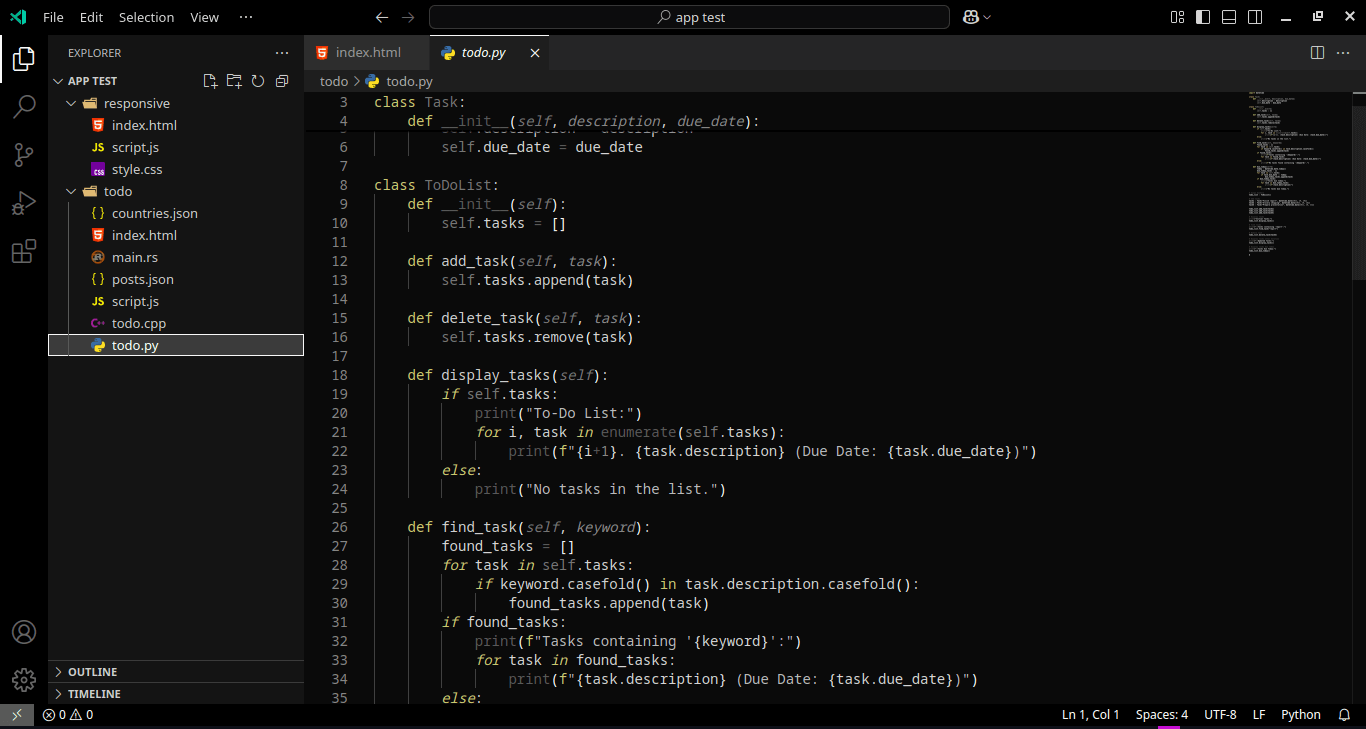 File Edit Selection View ···
app test
EXPLORER
APP TEST
responsive
index.html
script.js
style.css
todo
countries.json
index.html
main.rs
posts.json
script.js
todo.cpp
todo.py
OUTLINE
TIMELINE
index.html todo.py
todo > todo.py
3 class Task:
4 def __init__(self, description, due_date):
6 self.due_date = due_date
7
8 class ToDoList:
9 def __init__(self):
10 self.tasks = []
11
12 def add_task(self, task):
13 self.tasks.append(task)
14
15 def delete_task(self, task):
16 self.tasks.remove(task)
17
18 def display_tasks(self):
19 if self.tasks:
20 print("To-Do List:")
21 for i, task in enumerate(self.tasks):
22 print(f"{i+1}. {task.description} (Due Date: {task.due_date})")
23 else:
24 print("No tasks in the list.")
25
26 def find_task(self, keyword):
27 found_tasks = []
28 for task in self.tasks:
29 if keyword.casefold() in task.description.casefold():
30 found_tasks.append(task)
31 if found_tasks:
32 print(f"Tasks containing '{keyword}':")
33 for task in found_tasks:
34 print(f"{task.description} (Due Date: {task.due_date})")
35 else:
0 0 Ln 1, Col 1 Spaces: 4 UTF-8 LF Python